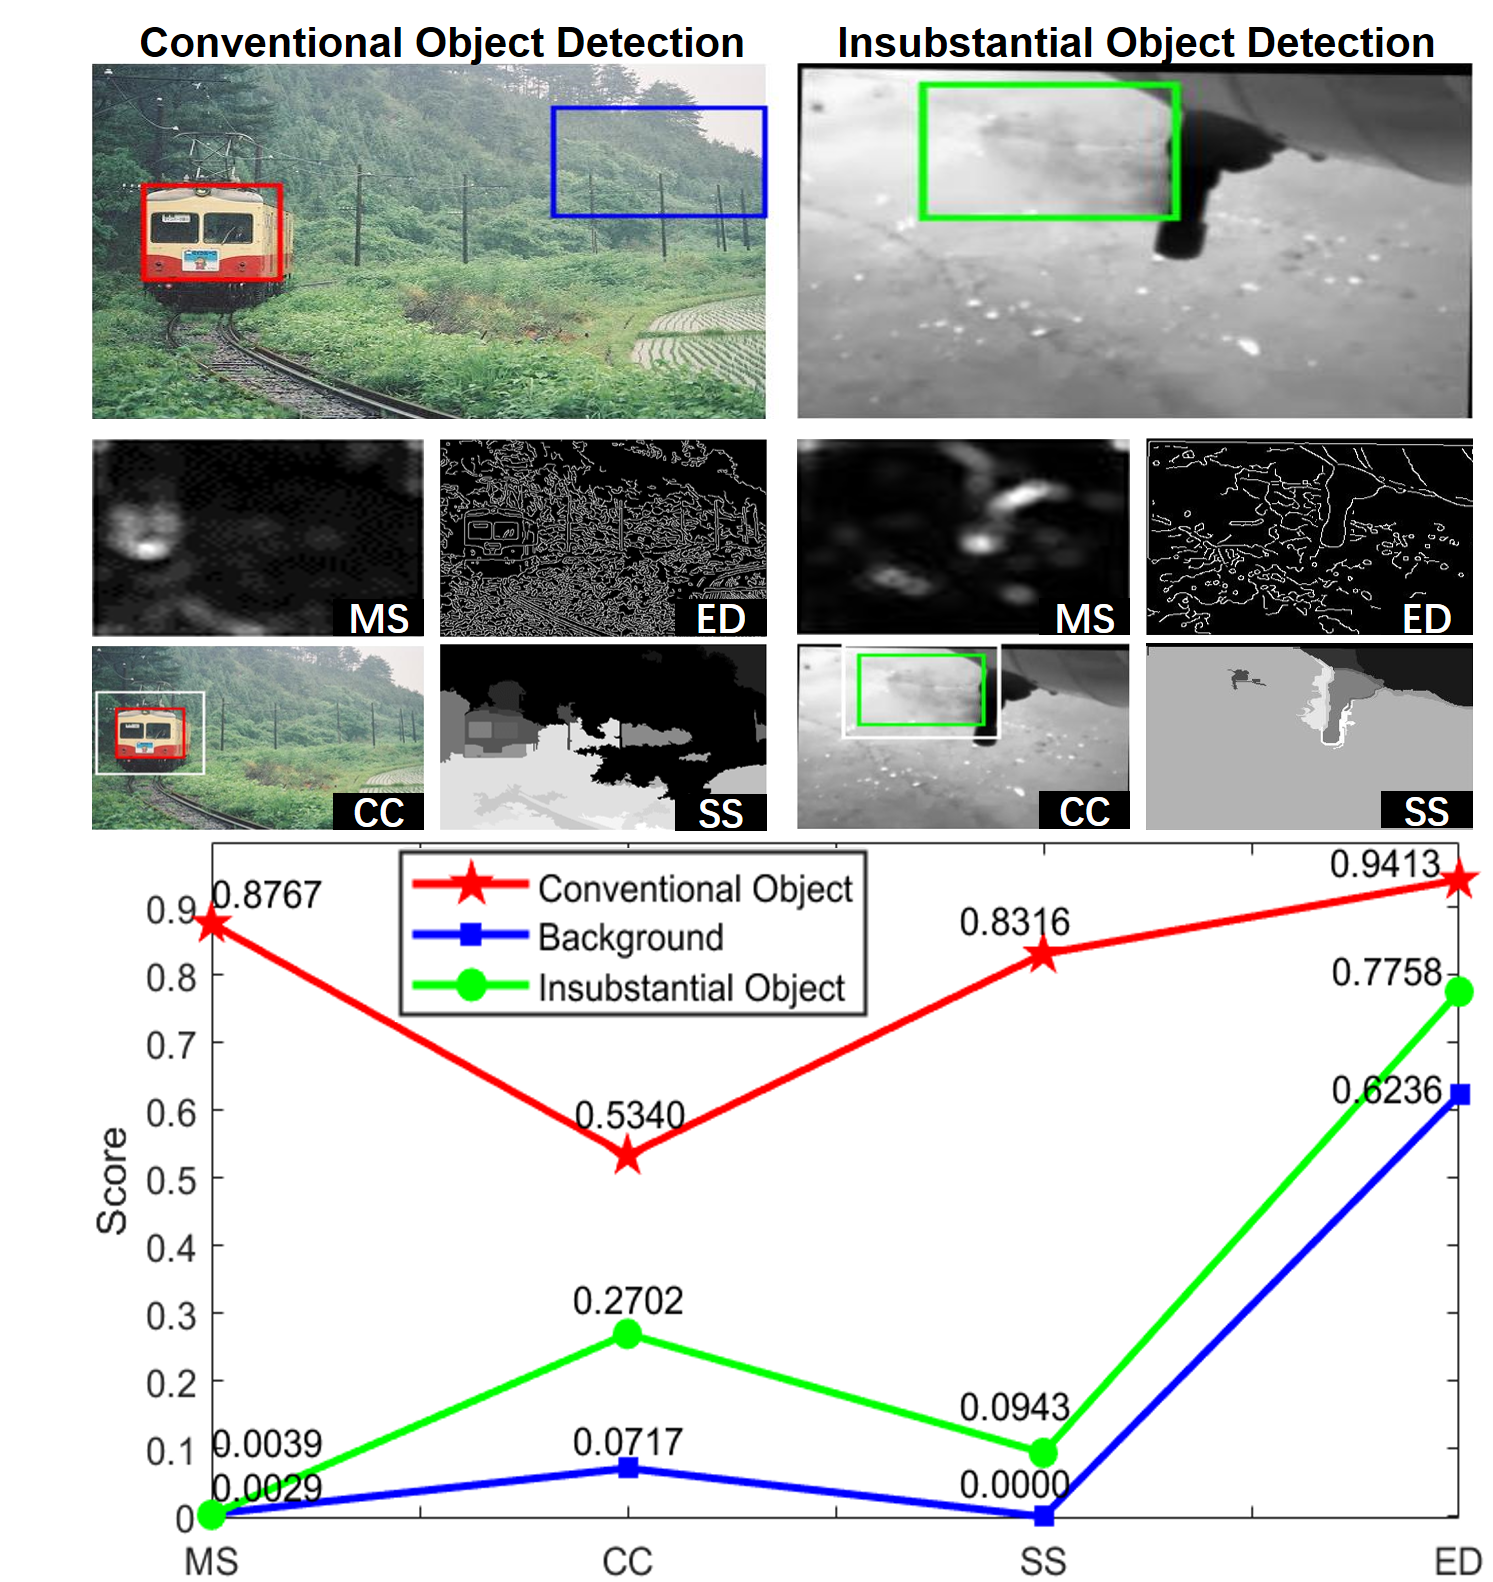 Conventional Object Detection
Insubstantial Object Detection
MS
ED
MS
ED
CC
SS
CC
SS
Conventional Object
Background
Insubstantial Object
Score
0.9
0.8
0.7
0.6
0.5
0.4
0.3
0.2
0.1
0
0.8767
0.5340
0.8316
0.9413
0.7758
0.6236
0.2702
0.0943
0.0717
0.0039
0.0029
0.0000
MS
CC
SS
ED